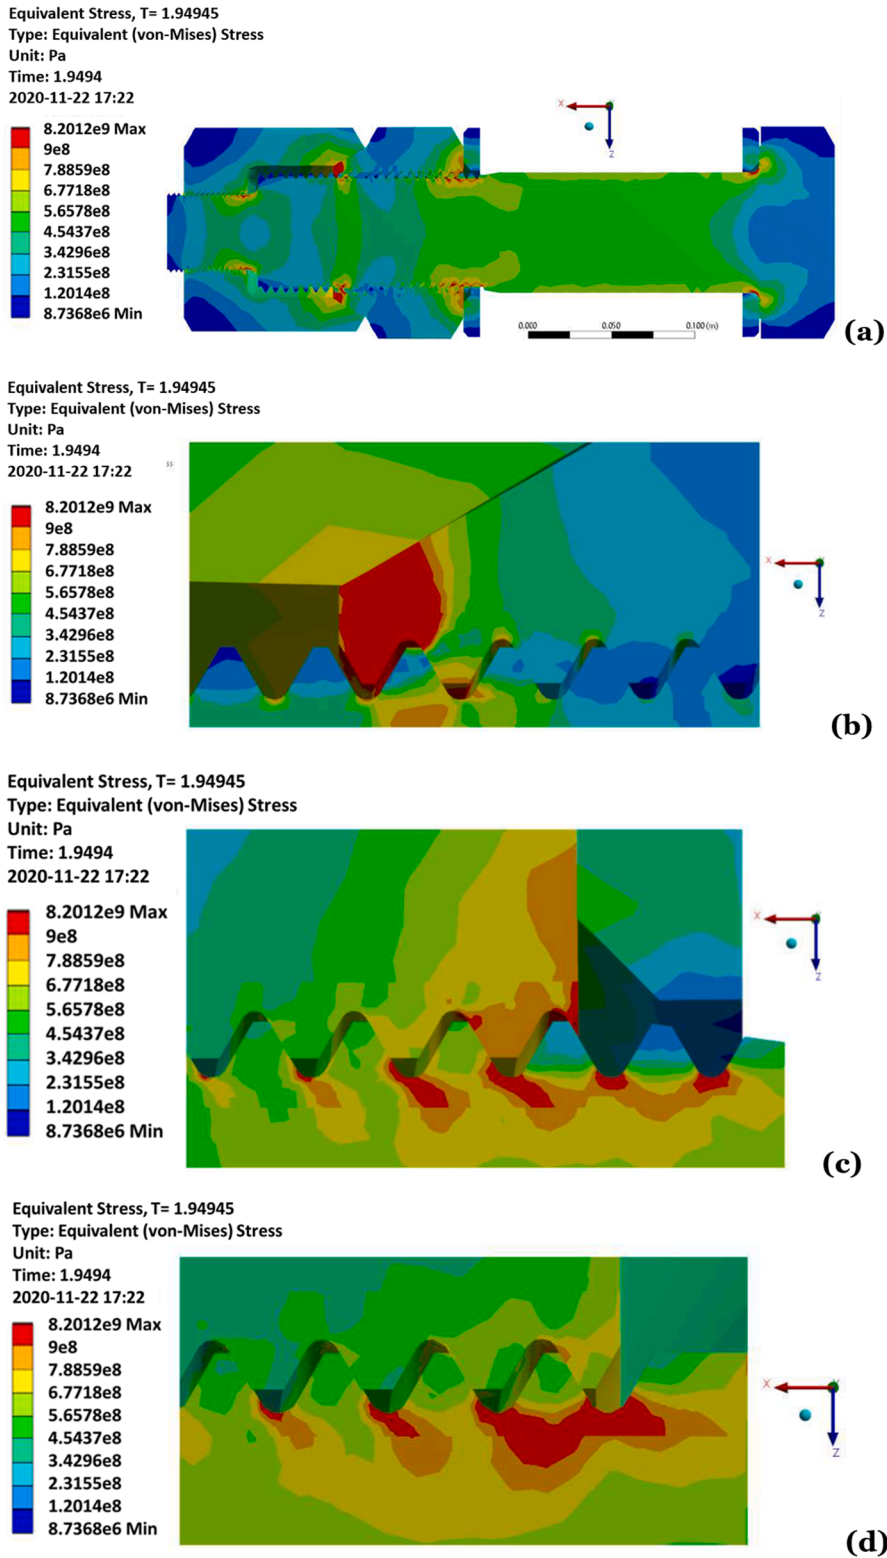 Equivalent Stress, T= 1.94945
Type: Equivalent (von-Mises) Stress
Unit: Pa
Time: 1.9494
2020-11-22 17:22
8.2012e9 Max
9e8
7.8859e8
6.7718e8
5.6578e8
4.5437e8
3.4296e8
2.3155e8
1.2014e8
8.7368e6 Min
X
Z
0.000
0.050
0.100 (m)
(a)
Equivalent Stress, T= 1.94945
Type: Equivalent (von-Mises) Stress
Unit: Pa
Time: 1.9494
2020-11-22 17:22
8.2012e9 Max
9e8
7.8859e8
6.7718e8
5.6578e8
4.5437e8
3.4296e8
2.3155e8
1.2014e8
8.7368e6 Min
X
Z
(b)
Equivalent Stress, T= 1.94945
Type: Equivalent (von-Mises) Stress
Unit: Pa
Time: 1.9494
2020-11-22 17:22
8.2012e9 Max
9e8
7.8859e8
6.7718e8
5.6578e8
4.5437e8
3.4296e8
2.3155e8
1.2014e8
8.7368e6 Min
X
Z
(c)
Equivalent Stress, T= 1.94945
Type: Equivalent (von-Mises) Stress
Unit: Pa
Time: 1.9494
2020-11-22 17:22
8.2012e9 Max
9e8
7.8859e8
6.7718e8
5.6578e8
4.5437e8
3.4296e8
2.3155e8
1.2014e8
8.7368e6 Min
X
Z
(d)